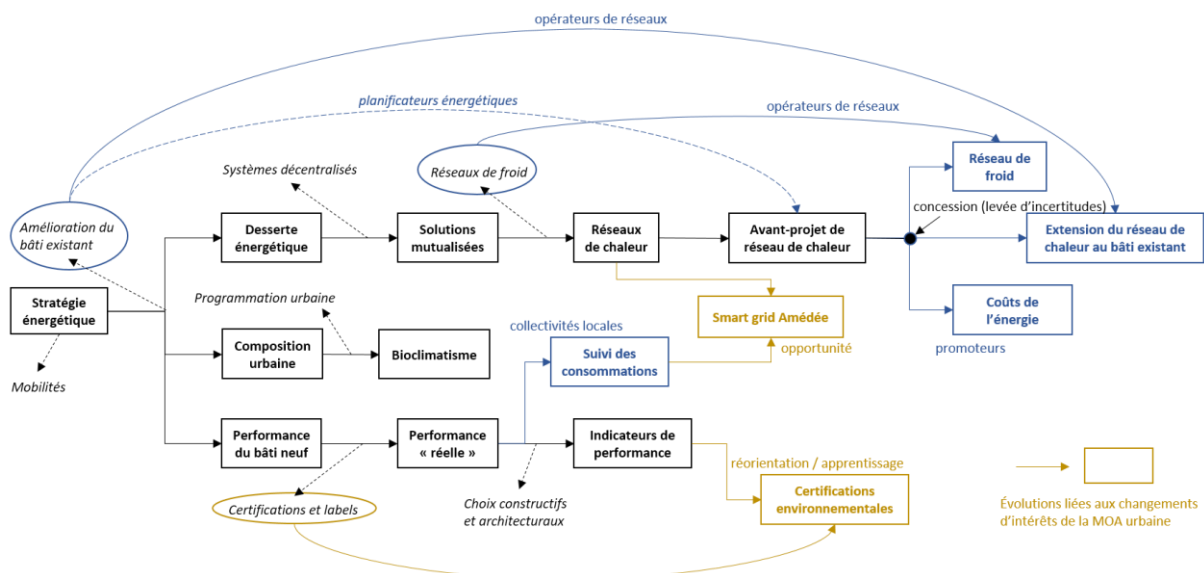 opérateurs de réseaux
planificateurs énergétiques
opérateurs de réseaux
Systèmes décentralisés
Réseaux de froid
Réseau de
froid
concession (levée d’incertitudes)
Amélioration du
bâti existant
Desserte
énergétique
Solutions
mutualisées
Réseaux
de chaleur
Avant-projet de
réseau de chaleur
Extension du réseau de
chaleur au bâti existant
Stratégie
énergétique
Programmation urbaine
Smart grid Amédée
Coûts de
l’énergie
collectivités locales
Composition
urbaine
Bioclimatisme
Suivi des
consommations
opportunité
promoteurs
Mobilités
Performance
du bâti neuf
Performance
« réelle »
Indicateurs de
performance
réorientation / apprentissage
Certifications et labels
Choix constructifs
et architecturaux
Certifications
environnementales
Évolutions liées aux changements
d’intérêts de la MOA urbaine